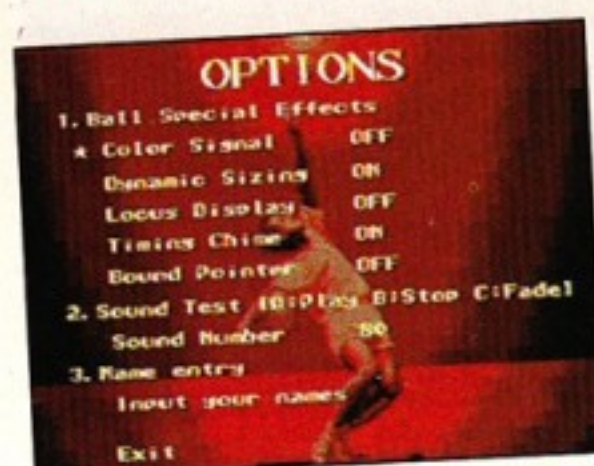 OPTIONS
1. Ball Special Effects
★ Color Signal OFF
Dynamic Sizing ON
Locus Display OFF
Timing Chime ON
Bound Pointer OFF
2. Sound Test [A:Play B:Stop C:Fade]
Sound Number 80
3. Name entry
Input your names
Exit